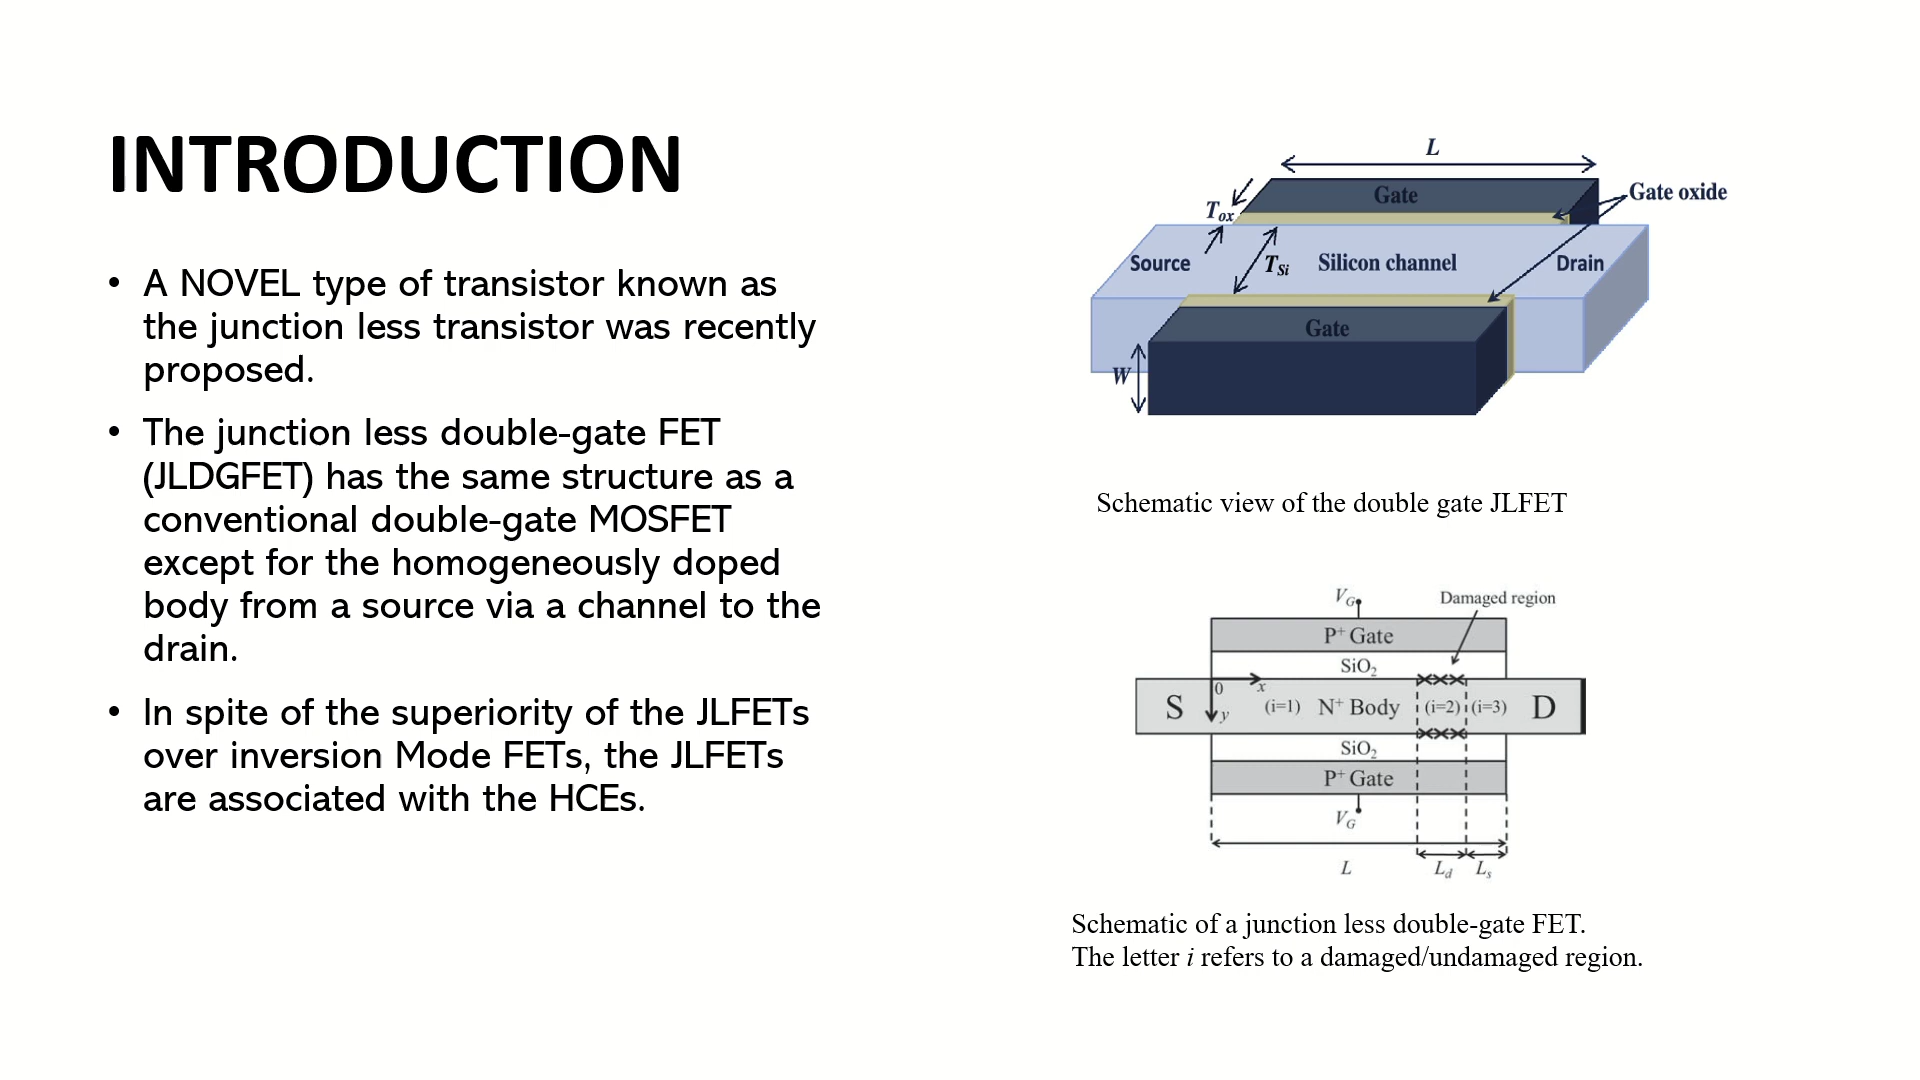 INTRODUCTION
• A NOVEL type of transistor known as
the junction less transistor was recently
proposed.
• The junction less double-gate FET
(JLDGFET) has the same structure as a
conventional double-gate MOSFET
except for the homogeneously doped
body from a source via a channel to the
drain.
• In spite of the superiority of the JLFETs
over inversion Mode FETs, the JLFETs
are associated with the HCEs.
L
Gate
Gate oxide
Tox
Source
TSi
Silicon channel
Drain
Gate
W
Schematic view of the double gate JLFET
VG
Damaged region
P+ Gate
SiO2
0
x
S
y
(i=1) N+ Body (i=2) (i=3)
D
SiO2
P+ Gate
VG
L
Ld
Ls
Schematic of a junction less double-gate FET.
The letter i refers to a damaged/undamaged region.